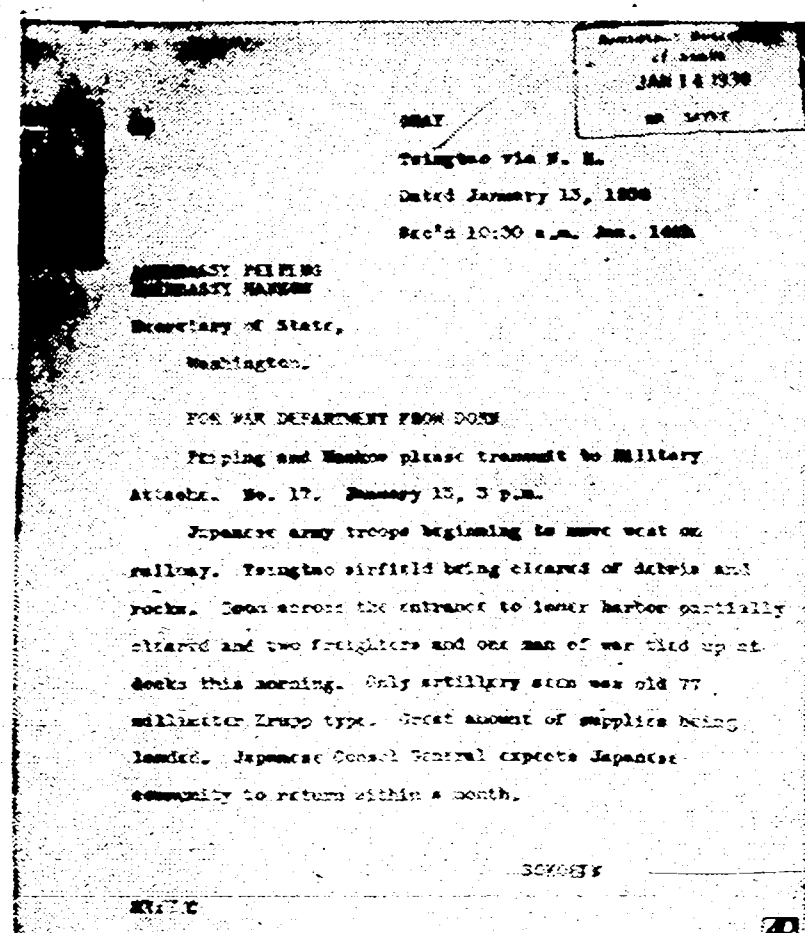 JAN 14 1938
GRAY
Tsingtao via N. R.
Dated January 13, 1938
Rec'd 10:30 a.m. Jan. 14th
AMEMBASSY PEIPING
AMEMBASSY HANKOW
Secretary of State,
Washington.
FOR WAR DEPARTMENT FROM DORN
Peiping and Hankow please transmit to Military
Attache. No. 17. January 13, 3 p.m.
Japanese army troops beginning to move west on
railway. Tsingtao airfield being cleared of debris and
rocks. Boom across the entrance to inner harbor partially
cleared and two freighters and one man of war tied up at
docks this morning. Only artillery seen was old 77
millimeter Krupp type. Great amount of supplies being
landed. Japanese Consul General expects Japanese
community to return within a month.
SOKOBIN